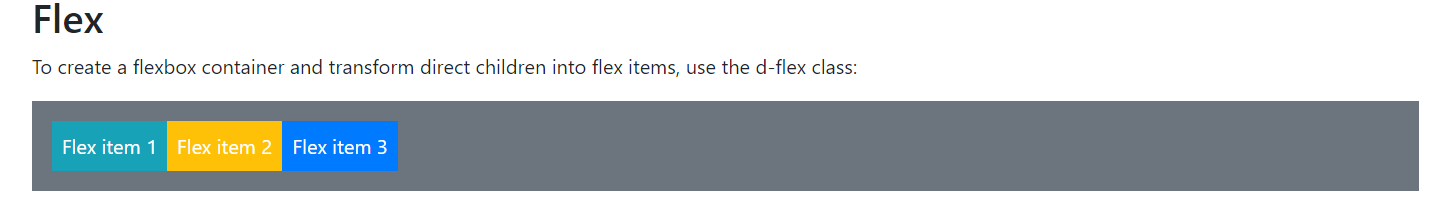 Flex
To create a flexbox container and transform direct children into flex items, use the d-flex class:
Flex item 1 Flex item 2 Flex item 3